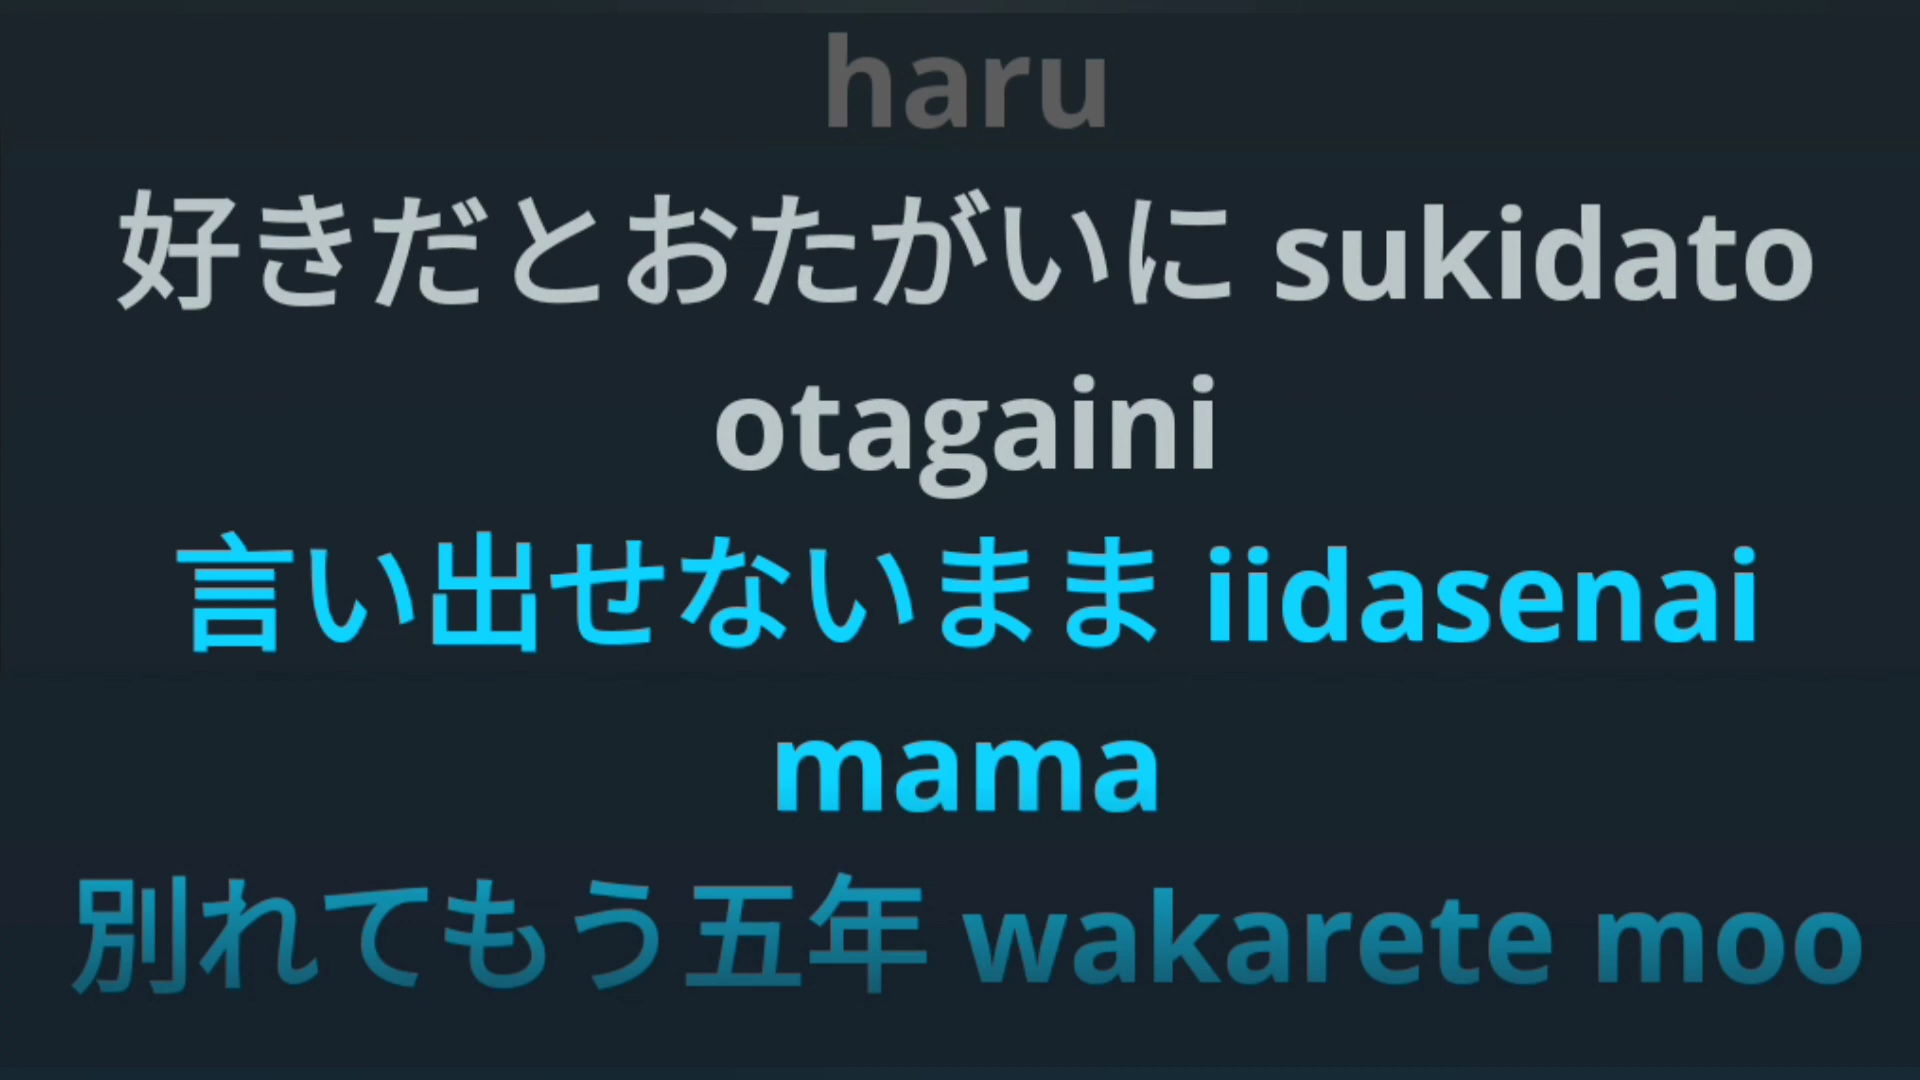 haru
好きだとおたがいに sukidato
otagaini
言い出せないまま iidasenai
mama
別れてもう五年 wakarete moo